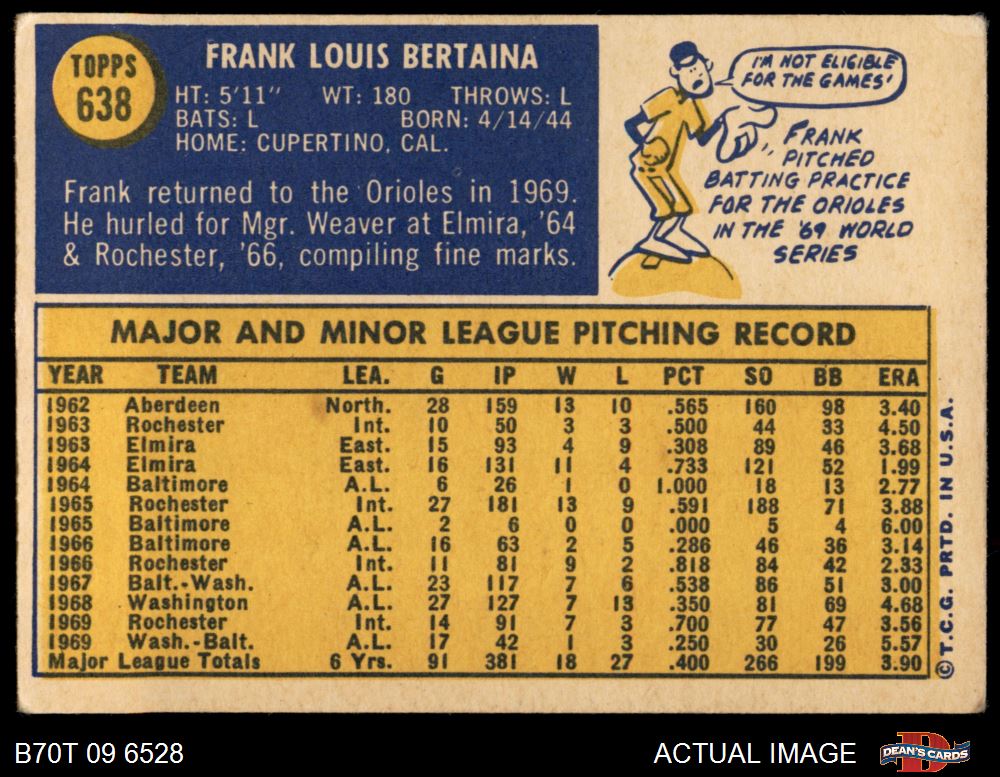 TOPPS
638
FRANK LOUIS BERTAINA
HT: 5'11" WT: 180 THROWS: L
BATS: L BORN: 4/14/44
HOME: CUPERTINO, CAL.
Frank returned to the Orioles in 1969.
He hurled for Mgr. Weaver at Elmira, '64
& Rochester, '66, compiling fine marks.
I'M NOT ELIGIBLE
FOR THE GAMES!
FRANK
PITCHED
BATTING PRACTICE
FOR THE ORIOLES
IN THE '69 WORLD
SERIES
MAJOR AND MINOR LEAGUE PITCHING RECORD
YEAR TEAM LEA. G IP W L PCT SO BB ERA
1962 Aberdeen North. 28 159 13 10 .565 160 98 3.40
1963 Rochester Int. 10 50 3 3 .500 44 33 4.50
1963 Elmira East. 15 93 4 9 .308 89 46 3.68
1964 Elmira East. 16 131 11 4 .733 121 52 1.99
1964 Baltimore A.L. 6 26 1 0 1.000 18 13 2.77
1965 Rochester Int. 27 181 13 9 .591 188 71 3.88
1965 Baltimore A.L. 2 6 0 0 .000 5 4 6.00
1966 Baltimore A.L. 16 63 2 5 .286 46 36 3.14
1966 Rochester Int. 11 81 9 2 .818 84 42 2.33
1967 Balt.-Wash. A.L. 23 117 7 6 .538 86 51 3.00
1968 Washington A.L. 27 127 7 13 .350 81 69 4.68
1969 Rochester Int. 14 91 7 3 .700 77 47 3.56
1969 Wash.-Balt. A.L. 17 42 1 3 .250 30 26 5.57
Major League Totals 6 Yrs. 91 381 18 27 .400 266 199 3.90
© T.C.G. PRTD. IN U.S.A.
B70T 09 6528
ACTUAL IMAGE
D
DEAN'S CARDS